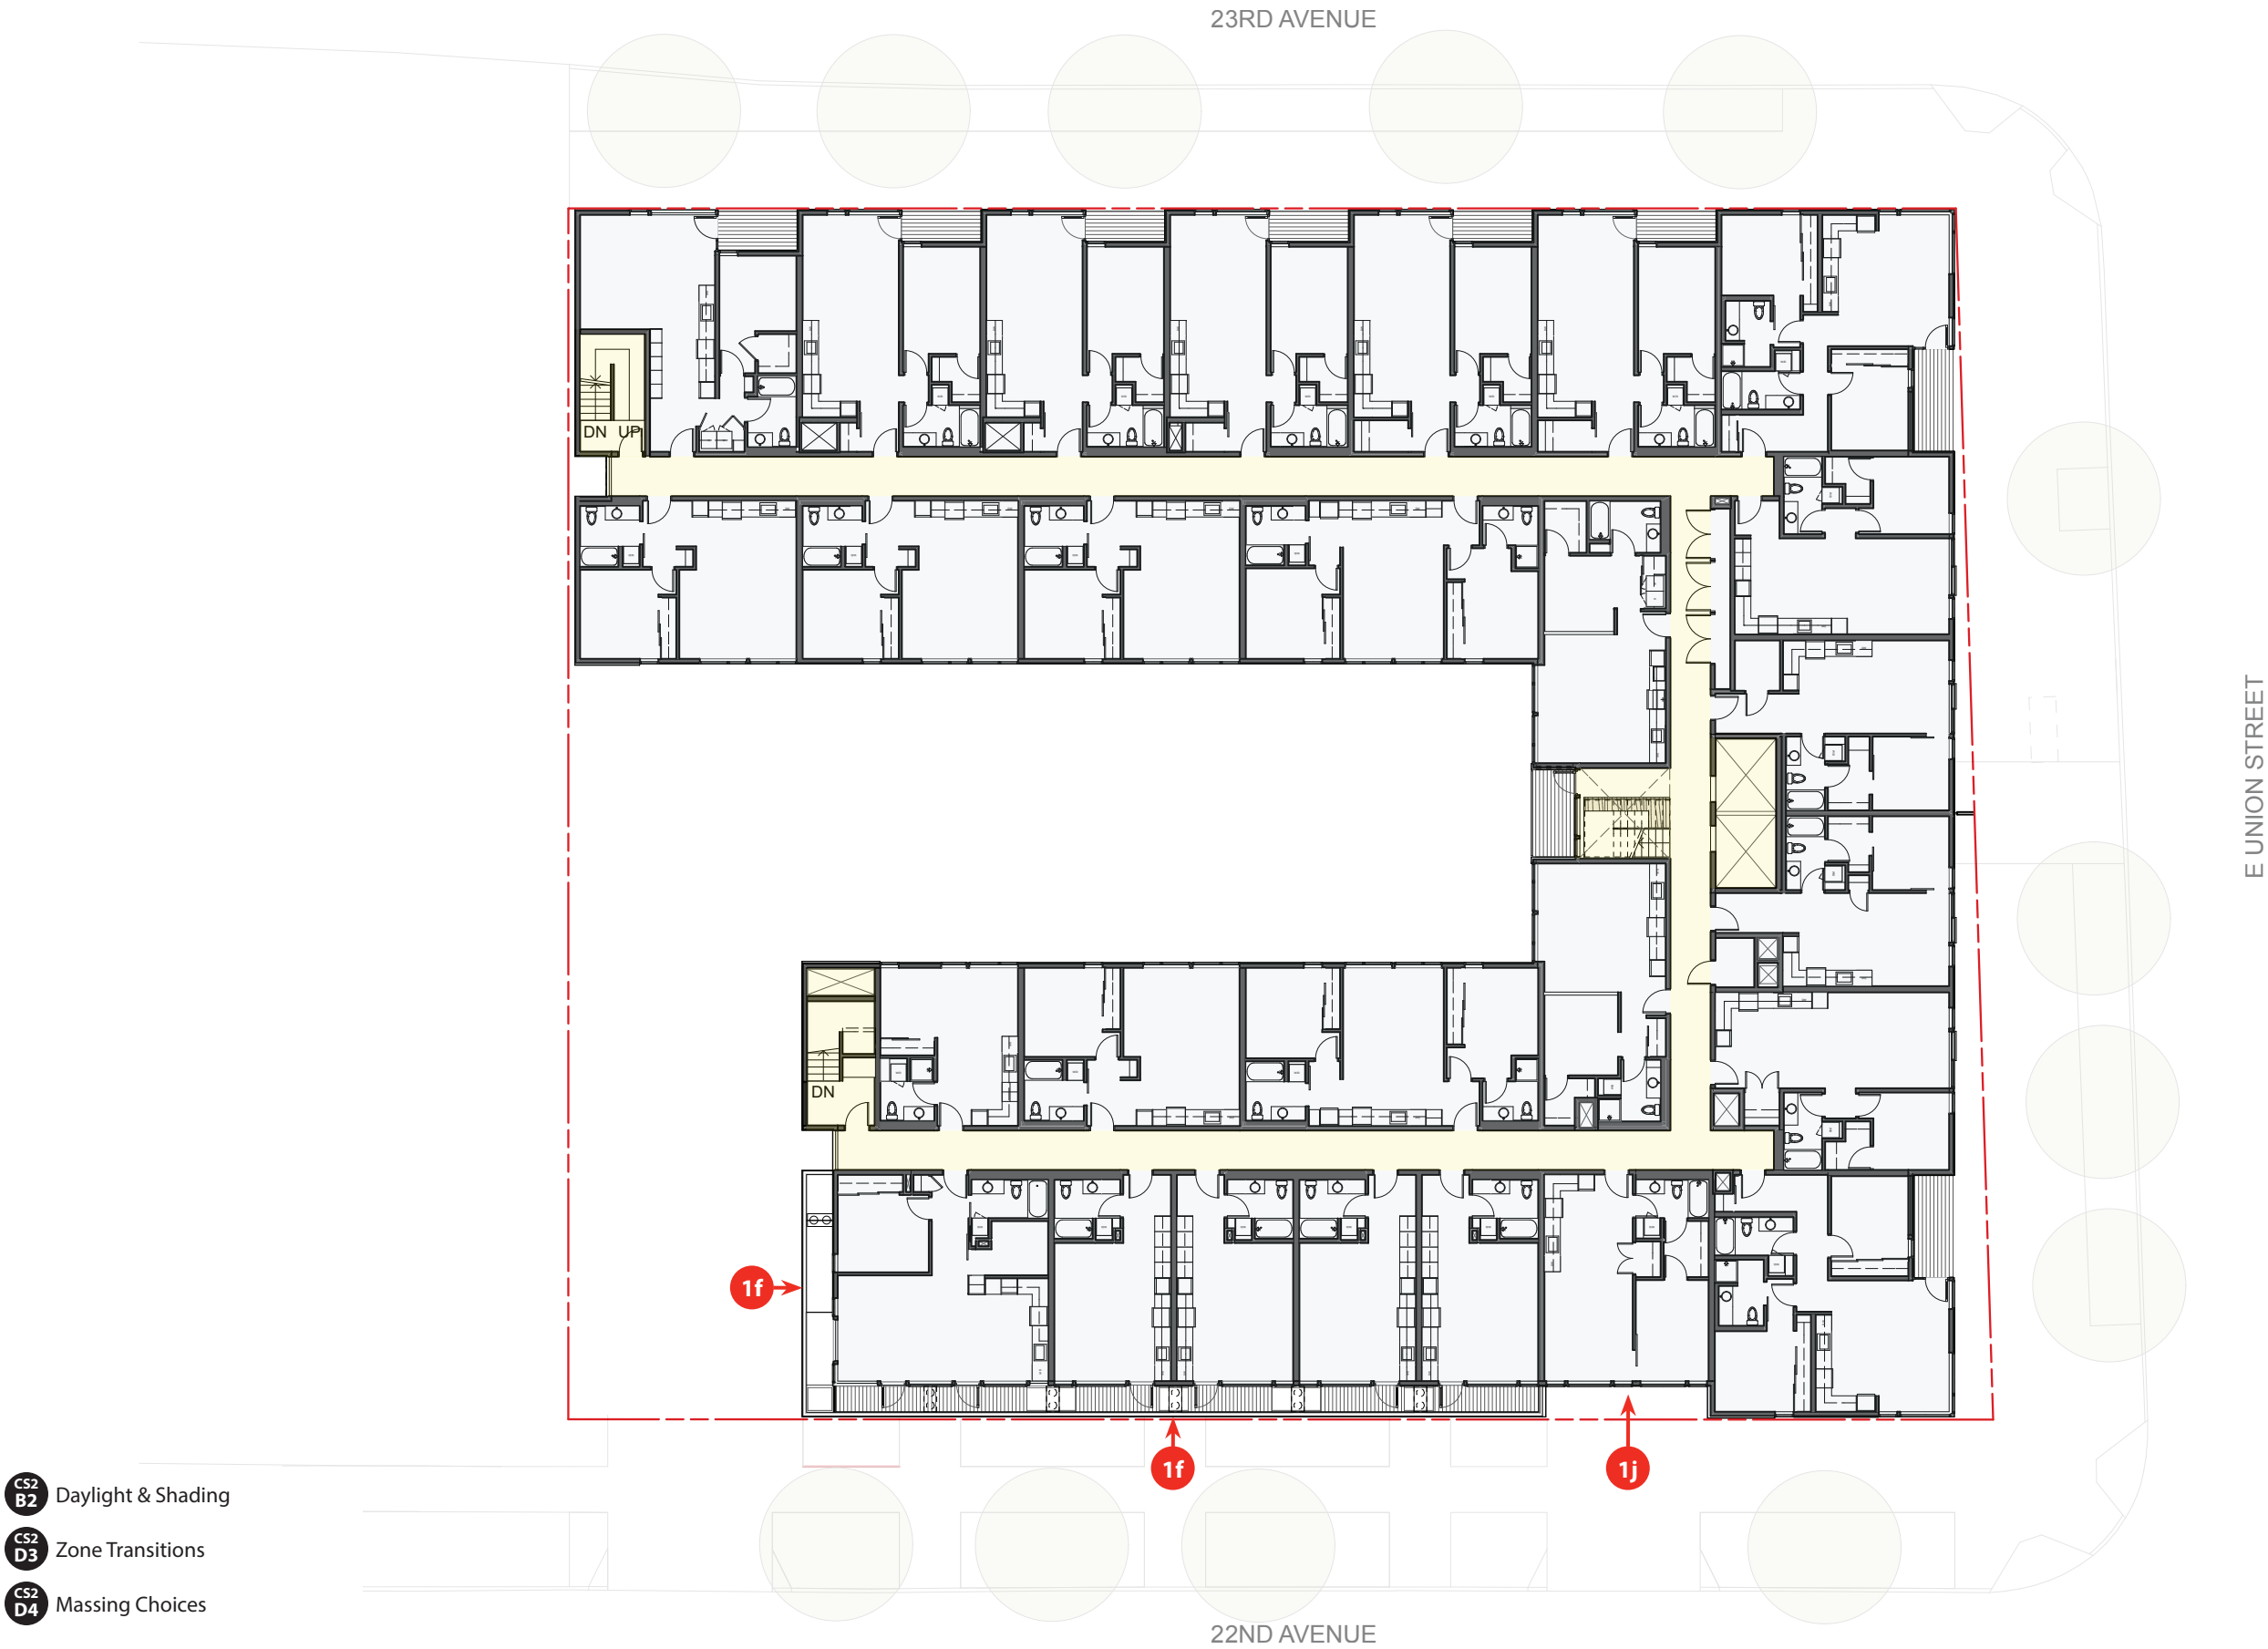 23RD AVENUE
DN UP
E UNION STREET
DN
1f
1f
1j
CS2
B2
Daylight & Shading
CS2
D3
Zone Transitions
CS2
D4
Massing Choices
22ND AVENUE